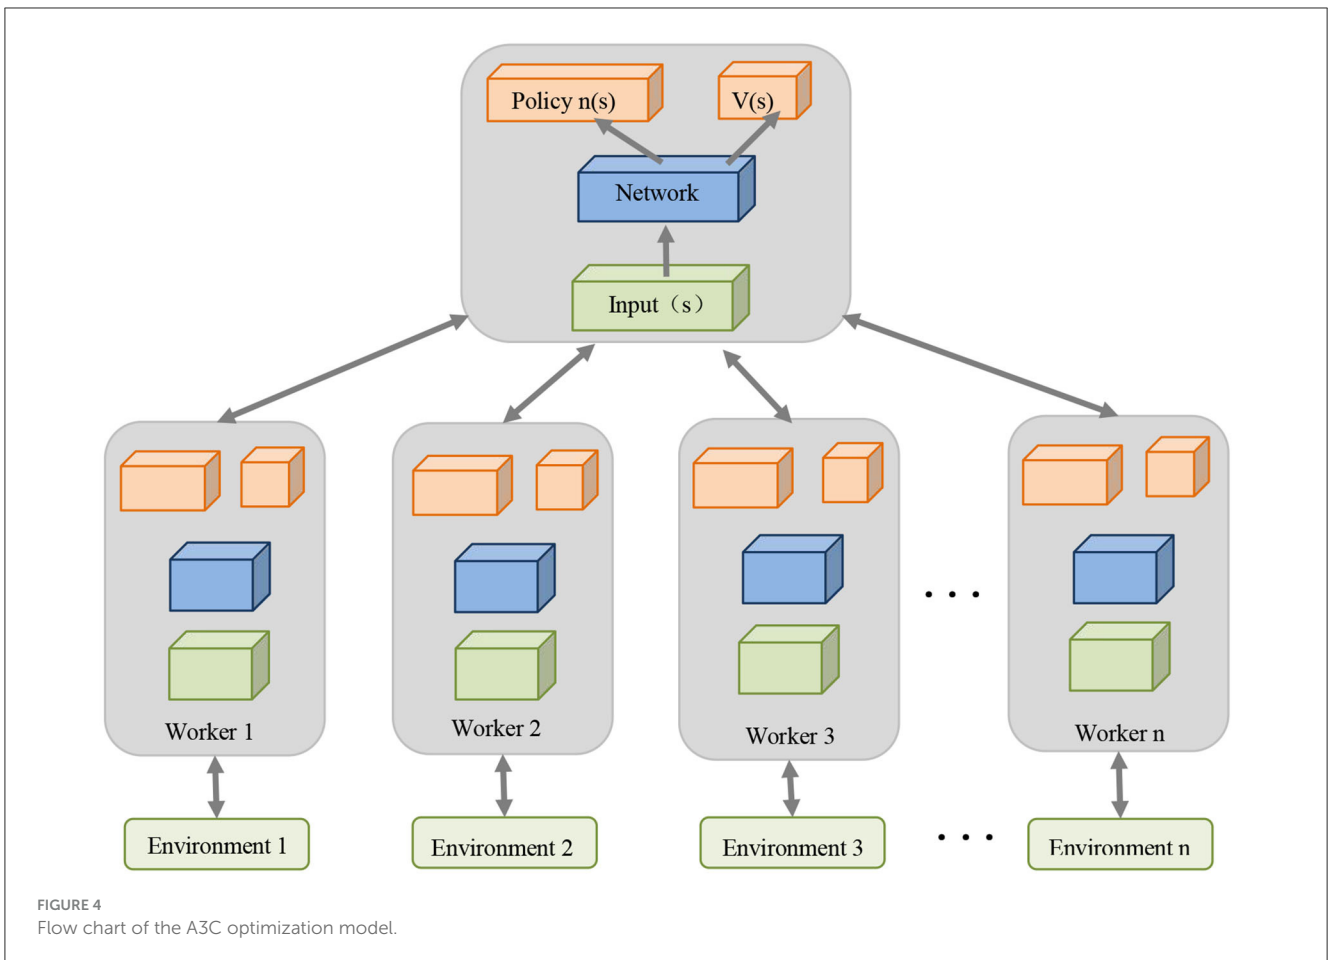 Policy n(s)
V(s)
Network
Input（s）
Worker 1
Worker 2
Worker 3
. . .
Worker n
Environment 1
Environment 2
Environment 3
. . .
Environment n
FIGURE 4
Flow chart of the A3C optimization model.